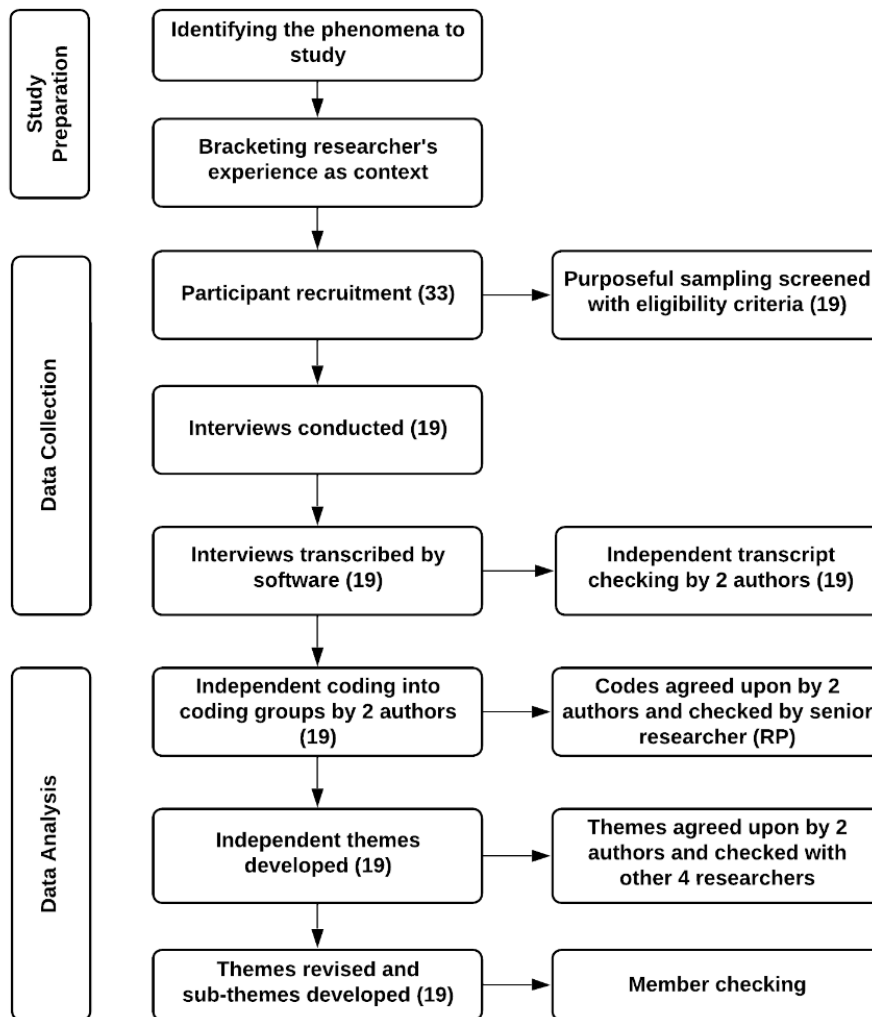 Study
Preparation
Identifying the phenomena to
study
Bracketing researcher's
experience as context
Data Collection
Participant recruitment (33)
Purposeful sampling screened
with eligibility criteria (19)
Interviews conducted (19)
Interviews transcribed by
software (19)
Independent transcript
checking by 2 authors (19)
Data Analysis
Independent coding into
coding groups by 2 authors
(19)
Codes agreed upon by 2
authors and checked by senior
researcher (RP)
Independent themes
developed (19)
Themes agreed upon by 2
authors and checked with
other 4 researchers
Themes revised and
sub-themes developed (19)
Member checking